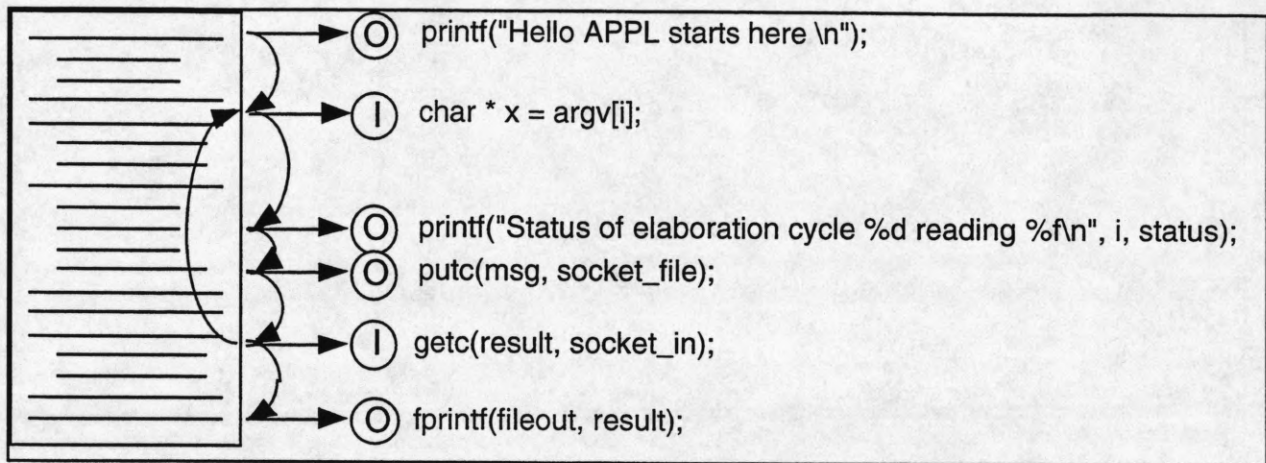 O printf("Hello APPL starts here \n");
I char * x = argv[i];
O printf("Status of elaboration cycle %d reading %f\n", i, status);
O putc(msg, socket_file);
I getc(result, socket_in);
O fprintf(fileout, result);